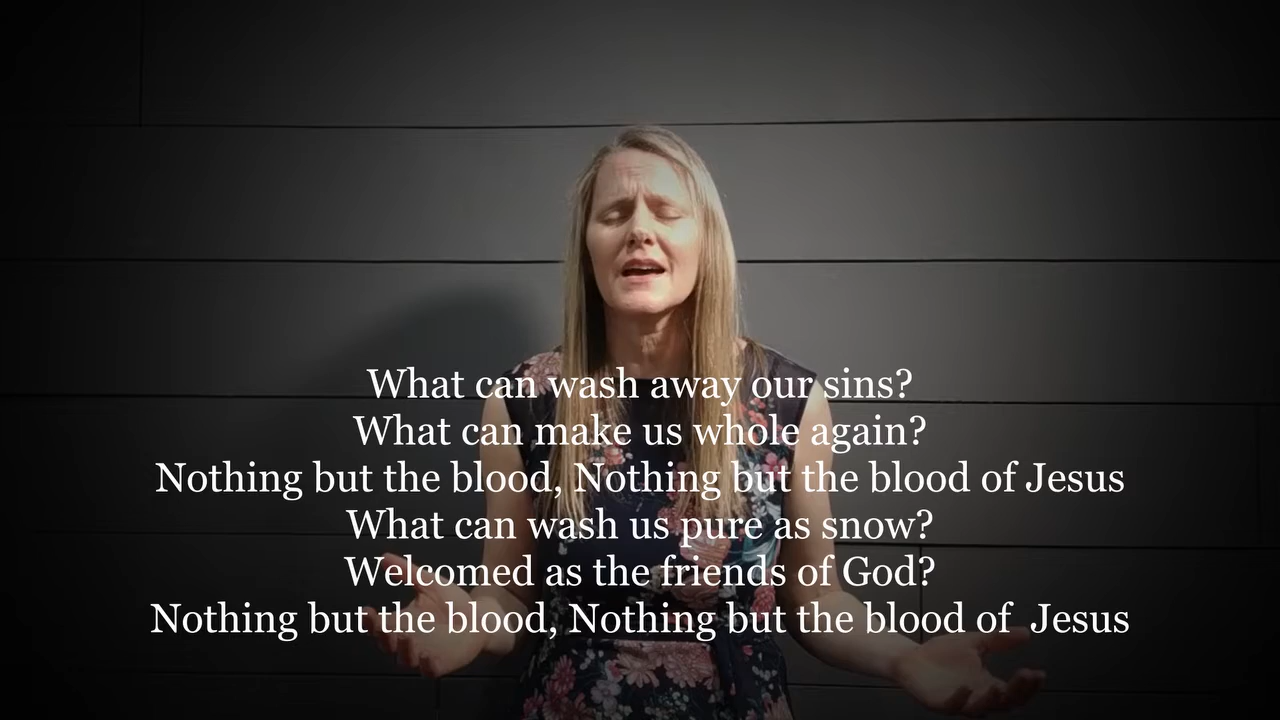 What can wash away our sins?
What can make us whole again?
Nothing but the blood, Nothing but the blood of Jesus
What can wash us pure as snow?
Welcomed as the friends of God?
Nothing but the blood, Nothing but the blood of  Jesus